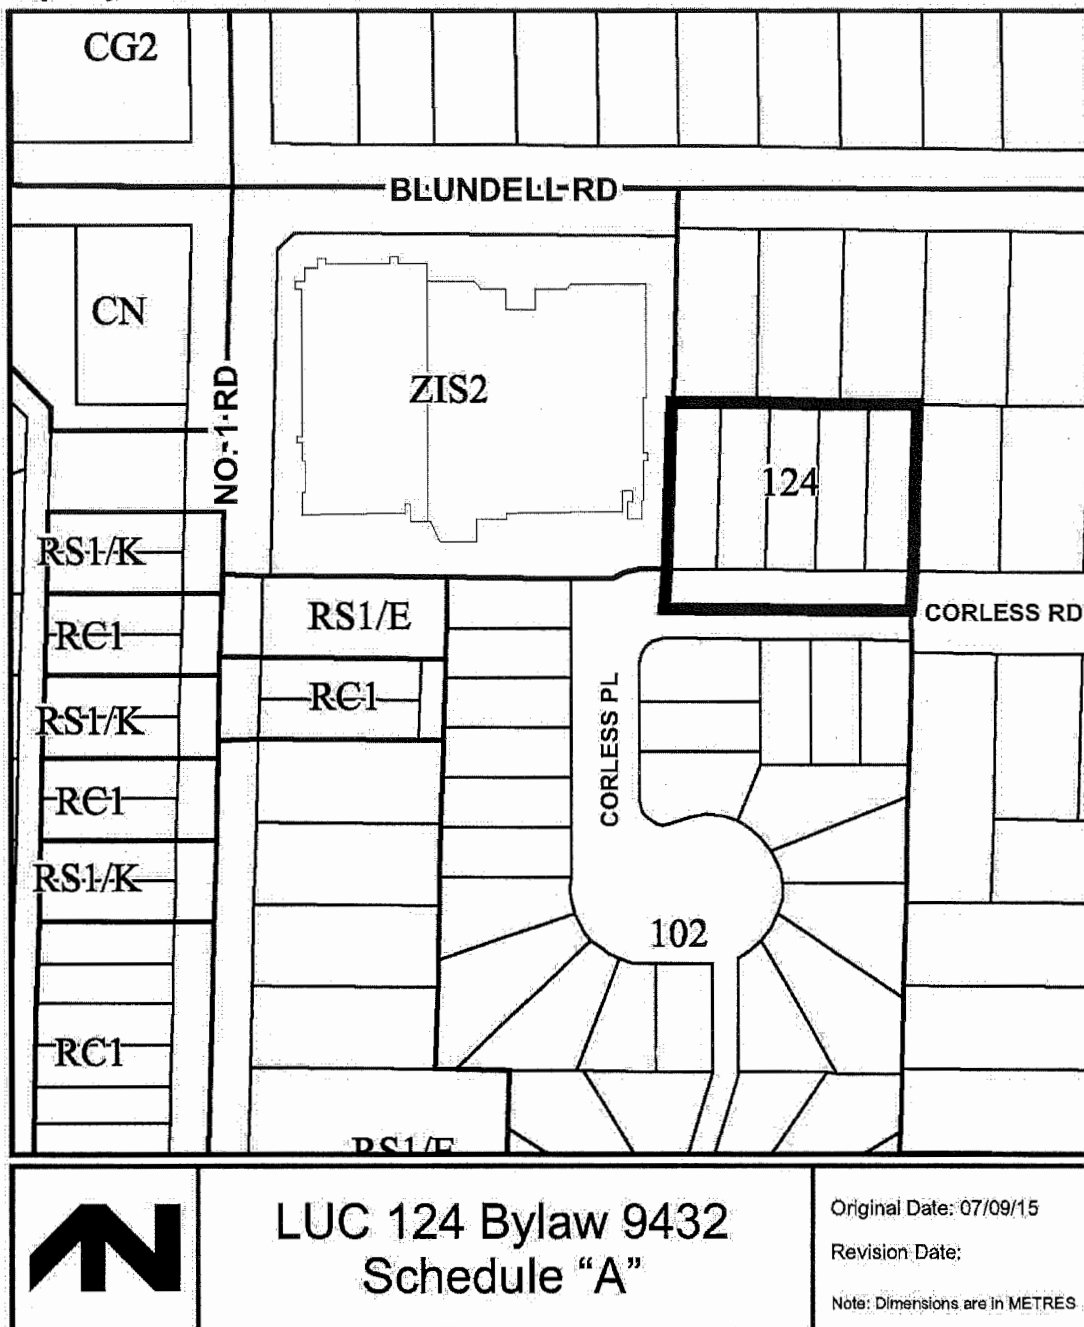 CG2
BLUNDELL RD
CN
ZIS2
NO. 1 RD
124
RS1/K
RS1/E
CORLESS RD
RC1
RC1
RS1/K
CORLESS PL
RC1
RS1/K
102
RC1
RS1/E
LUC 124 Bylaw 9432
Schedule “A”
Original Date: 07/09/15
Revision Date:
Note: Dimensions are in METRES